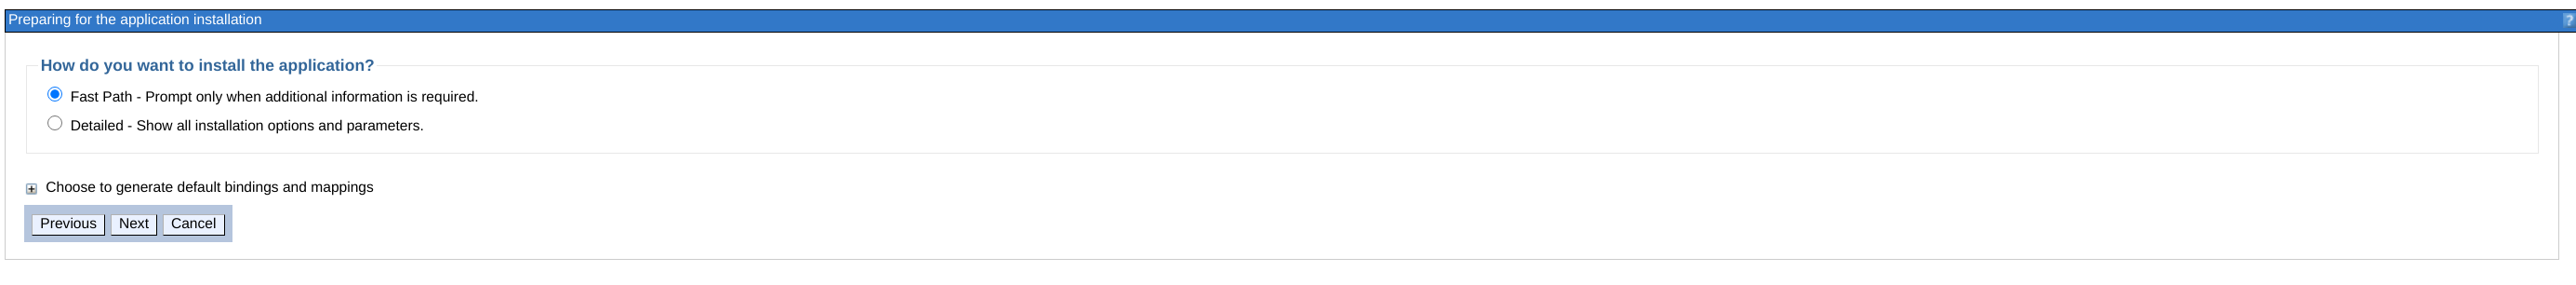 Preparing for the application installation ?
How do you want to install the application?
Fast Path - Prompt only when additional information is required.
Detailed - Show all installation options and parameters.
Choose to generate default bindings and mappings
Previous Next Cancel